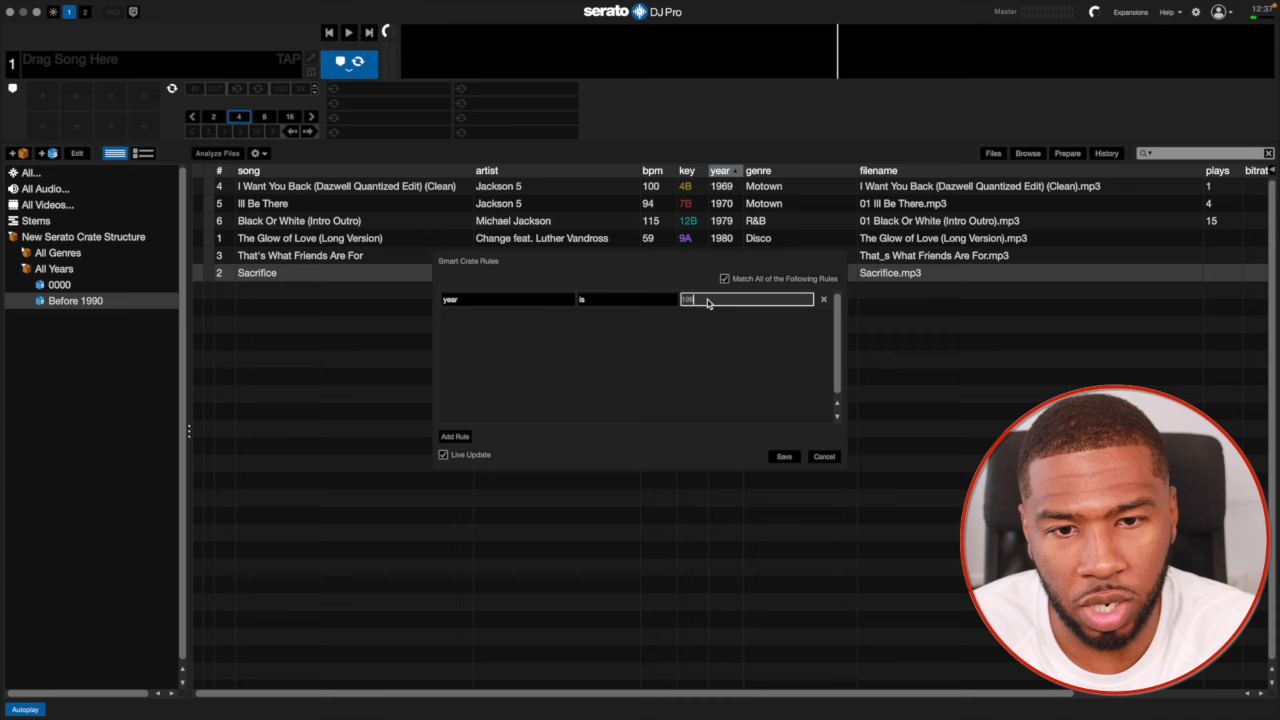 1 2 MIDI serato DJ Pro Master Expansions Help 12:37
1 Drag Song Here TAP
IN OUT
2 4 8 16
Edit Analyze Files Files Browse Prepare History
All...
All Audio...
All Videos...
Stems
New Serato Crate Structure
All Genres
All Years
0000
Before 1990
# song artist bpm key year genre filename plays bitrat
4 I Want You Back (Dazwell Quantized Edit) (Clean) Jackson 5 100 4B 1969 Motown I Want You Back (Dazwell Quantized Edit) (Clean).mp3 1
5 Ill Be There Jackson 5 94 7B 1970 Motown 01 Ill Be There.mp3 4
6 Black Or White (Intro Outro) Michael Jackson 115 12B 1979 R&B 01 Black Or White (Intro Outro).mp3 15
1 The Glow of Love (Long Version) Change feat. Luther Vandross 59 9A 1980 Disco The Glow of Love (Long Version).mp3
3 That's What Friends Are For That_s What Friends Are For.mp3
2 Sacrifice Sacrifice.mp3
Smart Crate Rules
Match All of the Following Rules
year is 199
Add Rule
Live Update
Save Cancel
Autoplay